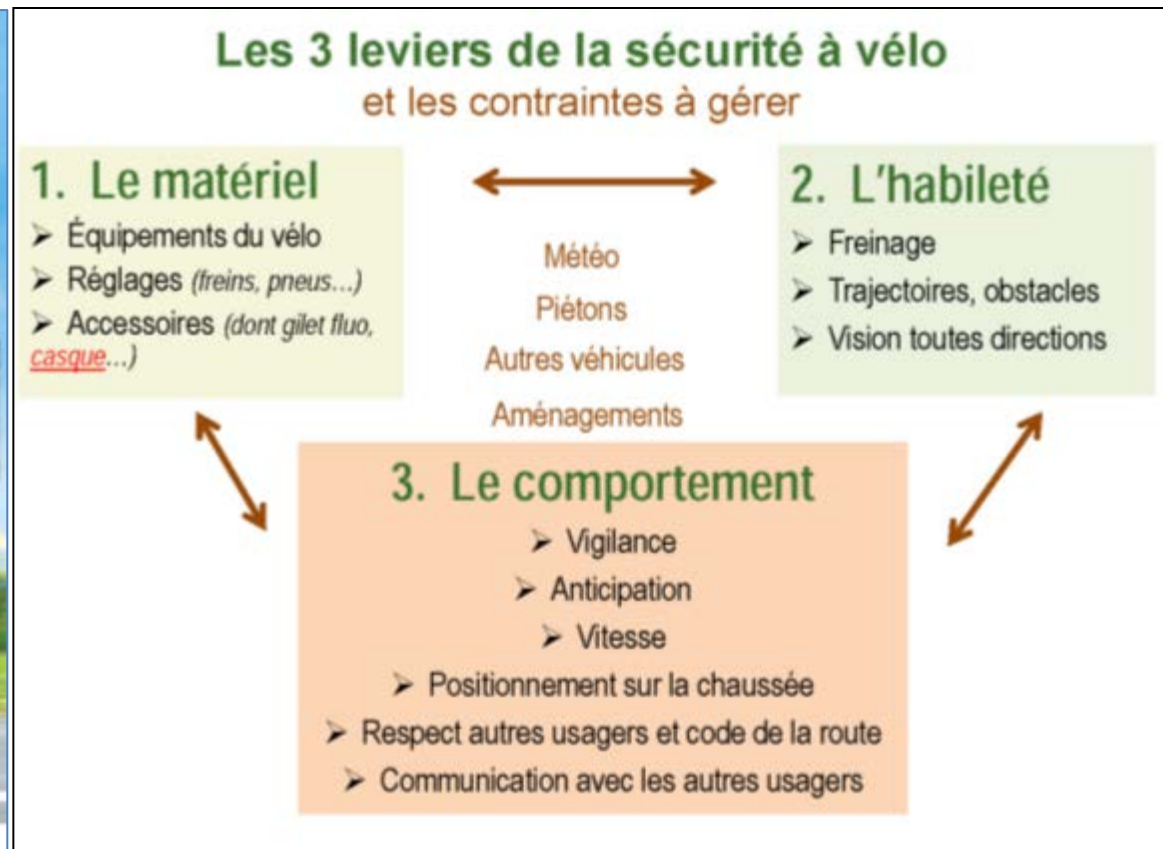 Les 3 leviers de la sécurité à vélo
et les contraintes à gérer
1. Le matériel
➢ Équipements du vélo
➢ Réglages (freins, pneus...)
➢ Accessoires (dont gilet fluo,
casque...)
2. L'habileté
➢ Freinage
➢ Trajectoires, obstacles
➢ Vision toutes directions
Météo
Piétons
Autres véhicules
Aménagements
3. Le comportement
➢ Vigilance
➢ Anticipation
➢ Vitesse
➢ Positionnement sur la chaussée
➢ Respect autres usagers et code de la route
➢ Communication avec les autres usagers